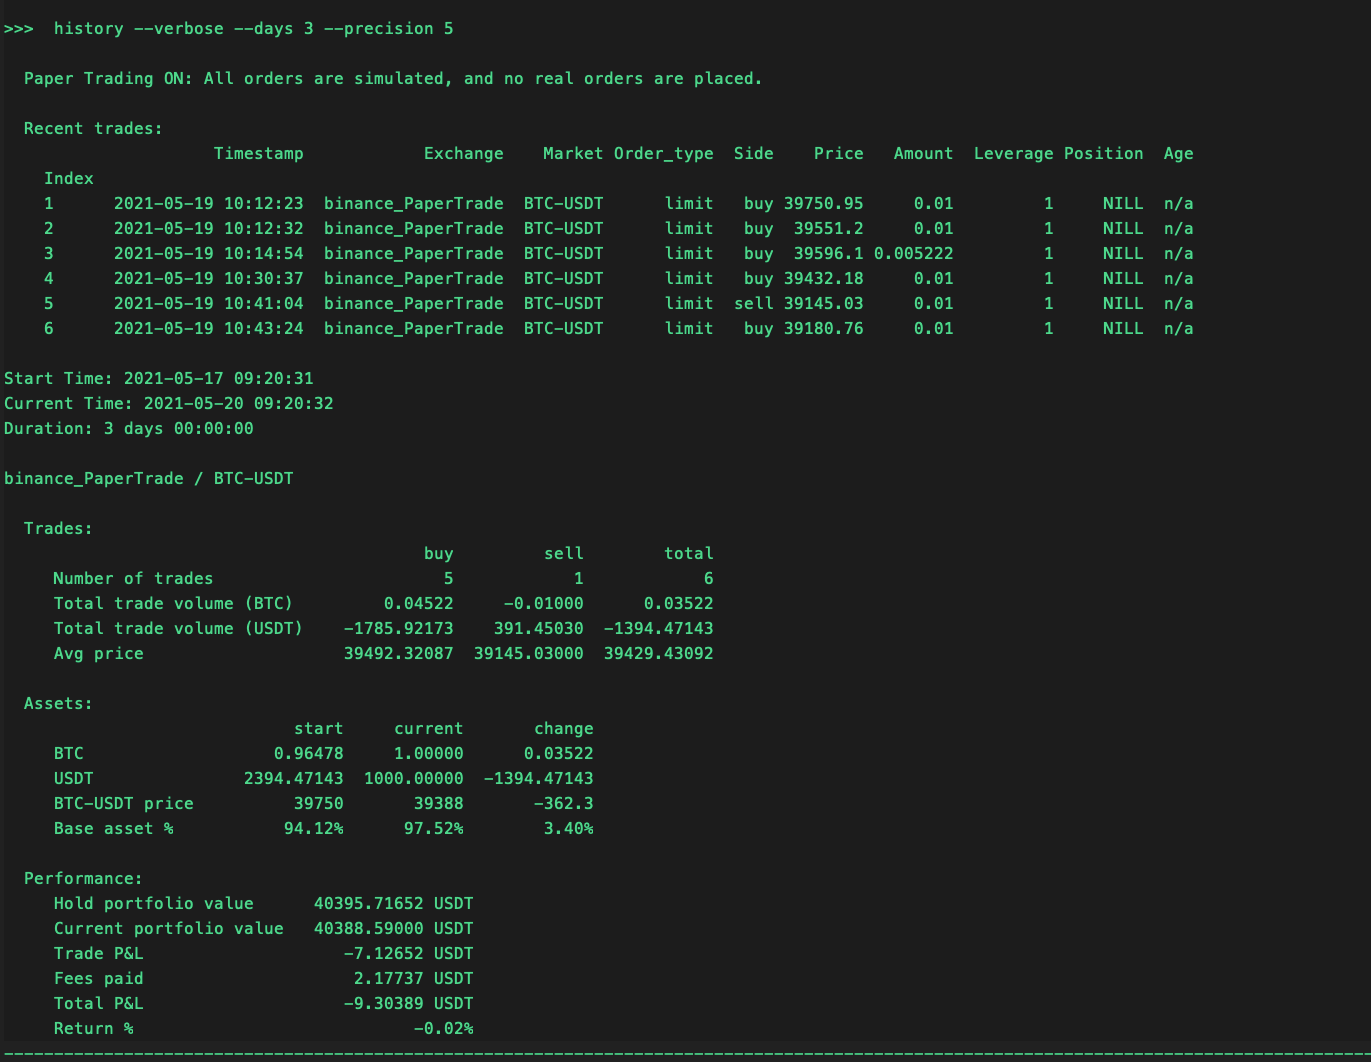 >>>  history --verbose --days 3 --precision 5
Paper Trading ON: All orders are simulated, and no real orders are placed.
Recent trades:
Timestamp Exchange Market Order_type Side Price Amount Leverage Position Age
Index
1 2021-05-19 10:12:23 binance_PaperTrade BTC-USDT limit buy 39750.95 0.01 1 NILL n/a
2 2021-05-19 10:12:32 binance_PaperTrade BTC-USDT limit buy 39551.2 0.01 1 NILL n/a
3 2021-05-19 10:14:54 binance_PaperTrade BTC-USDT limit buy 39596.1 0.005222 1 NILL n/a
4 2021-05-19 10:30:37 binance_PaperTrade BTC-USDT limit buy 39432.18 0.01 1 NILL n/a
5 2021-05-19 10:41:04 binance_PaperTrade BTC-USDT limit sell 39145.03 0.01 1 NILL n/a
6 2021-05-19 10:43:24 binance_PaperTrade BTC-USDT limit buy 39180.76 0.01 1 NILL n/a
Start Time: 2021-05-17 09:20:31
Current Time: 2021-05-20 09:20:32
Duration: 3 days 00:00:00
binance_PaperTrade / BTC-USDT
Trades:
buy sell total
Number of trades 5 1 6
Total trade volume (BTC) 0.04522 -0.01000 0.03522
Total trade volume (USDT) -1785.92173 391.45030 -1394.47143
Avg price 39492.32087 39145.03000 39429.43092
Assets:
start current change
BTC 0.96478 1.00000 0.03522
USDT 2394.47143 1000.00000 -1394.47143
BTC-USDT price 39750 39388 -362.3
Base asset % 94.12% 97.52% 3.40%
Performance:
Hold portfolio value 40395.71652 USDT
Current portfolio value 40388.59000 USDT
Trade P&L -7.12652 USDT
Fees paid 2.17737 USDT
Total P&L -9.30389 USDT
Return % -0.02%